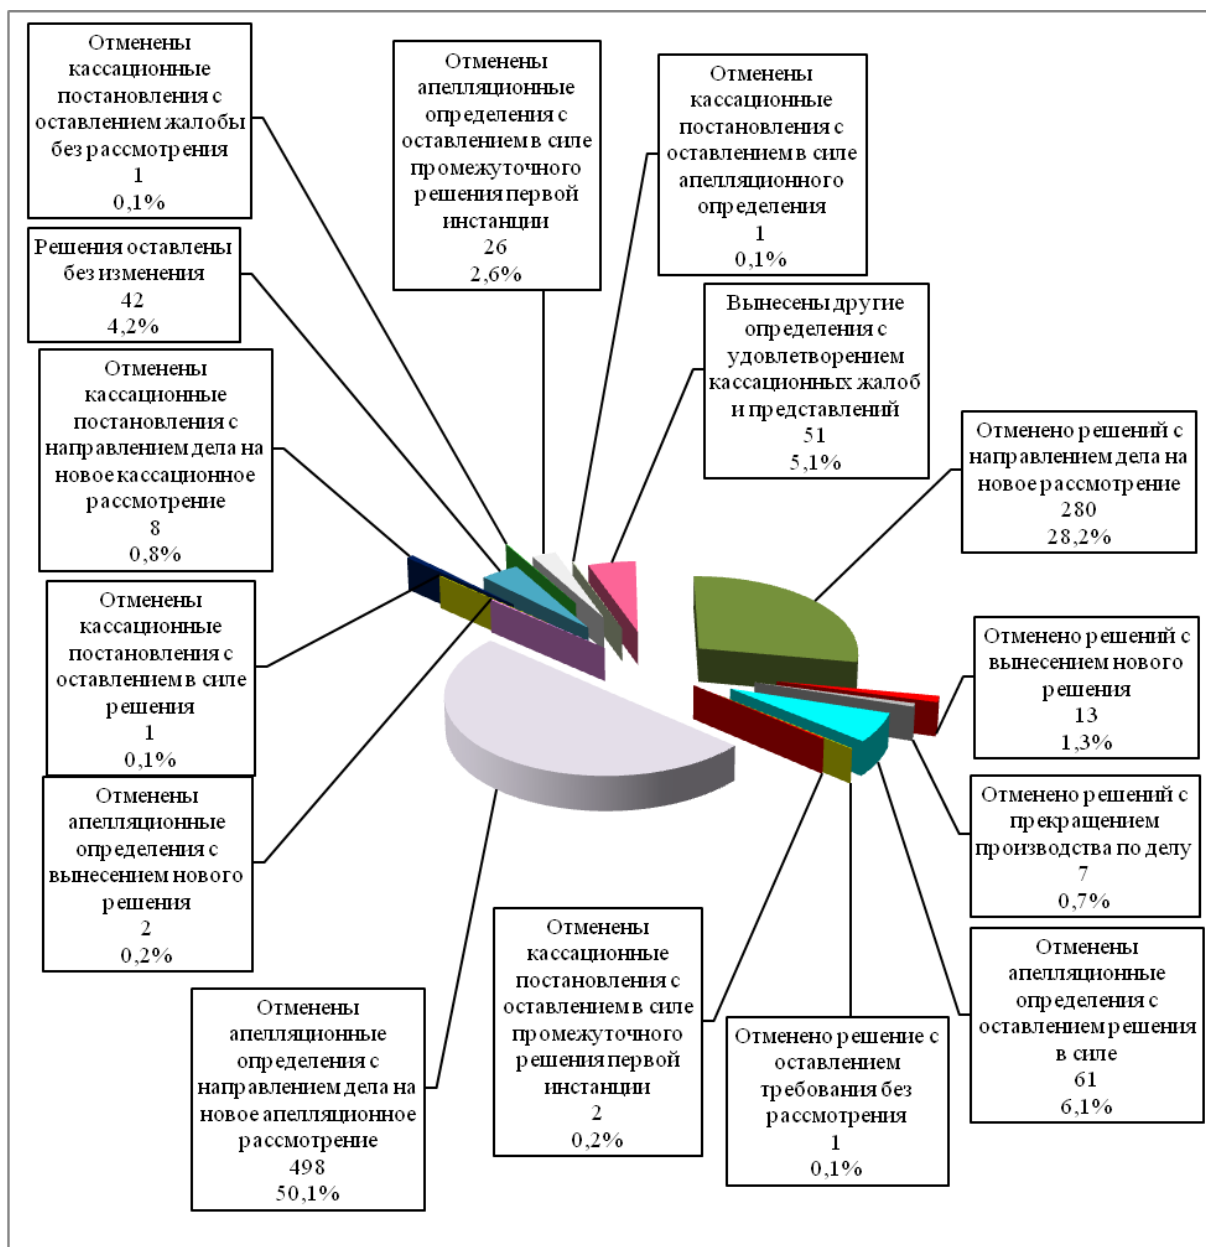 Отменены
кассационные
постановления с
оставлением жалобы
без рассмотрения
1
0,1%
Отменены
апелляционные
определения с
оставлением в силе
промежуточного
решения первой
инстанции
26
2,6%
Отменены
кассационные
постановления с
оставлением в силе
апелляционного
определения
1
0,1%
Решения оставлены
без изменения
42
4,2%
Вынесены другие
определения с
удовлетворением
кассационных жалоб
и представлений
51
5,1%
Отменены
кассационные
постановления с
направлением дела на
новое кассационное
рассмотрение
8
0,8%
Отменено решений с
направлением дела на
новое рассмотрение
280
28,2%
Отменены
кассационные
постановления с
оставлением в силе
решения
1
0,1%
Отменено решений с
вынесением нового
решения
13
1,3%
Отменены
апелляционные
определения с
вынесением нового
решения
2
0,2%
Отменено решений с
прекращением
производства по делу
7
0,7%
Отменены
апелляционные
определения с
направлением дела на
новое апелляционное
рассмотрение
498
50,1%
Отменены
кассационные
постановления с
оставлением в силе
промежуточного
решения первой
инстанции
2
0,2%
Отменено решение с
оставлением
требования без
рассмотрения
1
0,1%
Отменены
апелляционные
определения с
оставлением решения
в силе
61
6,1%